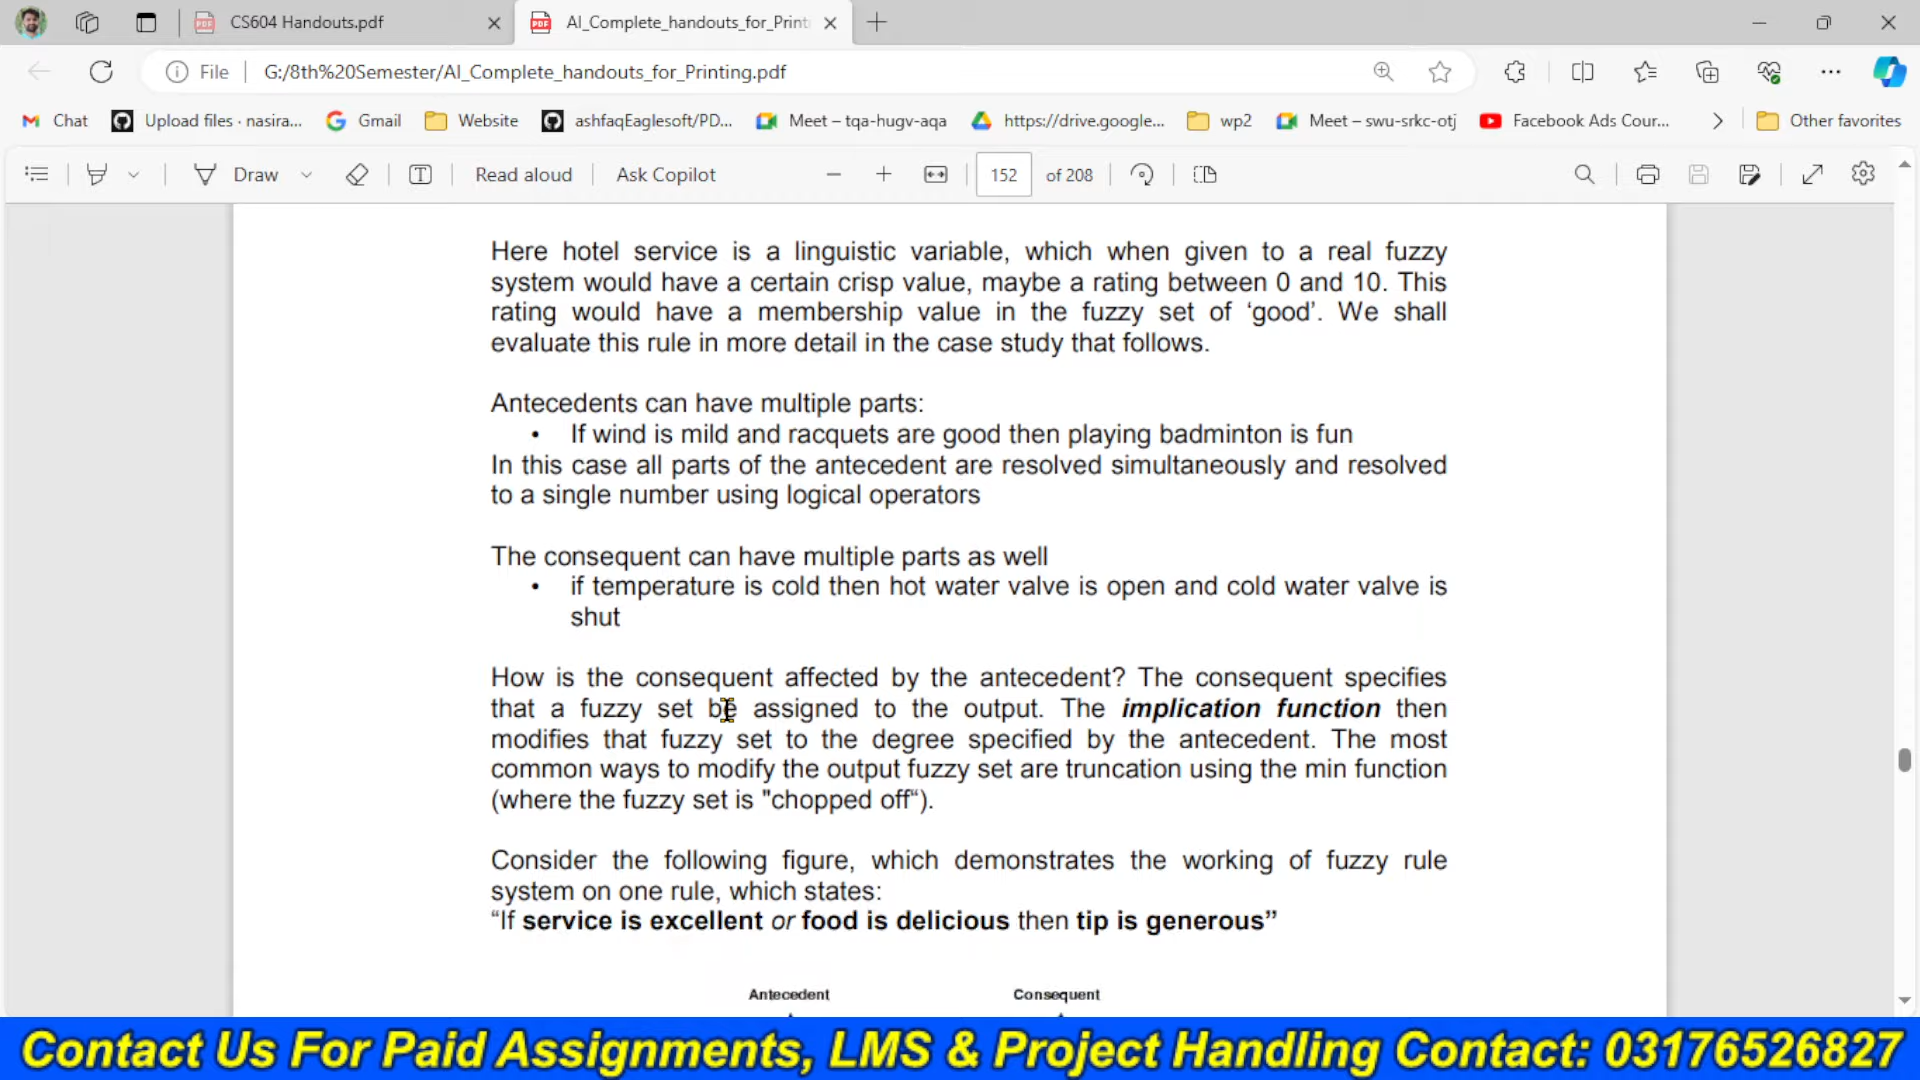 CS604 Handouts.pdf
AI_Complete_handouts_for_Print
File
G:/8th%20Semester/AI_Complete_handouts_for_Printing.pdf
Chat
Upload files · nasira...
Gmail
Website
ashfaqEaglesoft/PD...
Meet – tqa-hugv-aqa
https://drive.google...
wp2
Meet – swu-srkc-otj
Facebook Ads Cour...
Other favorites
Draw
Read aloud
Ask Copilot
152 of 208
Here hotel service is a linguistic variable, which when given to a real fuzzy
system would have a certain crisp value, maybe a rating between 0 and 10. This
rating would have a membership value in the fuzzy set of ‘good’. We shall
evaluate this rule in more detail in the case study that follows.
Antecedents can have multiple parts:
• If wind is mild and racquets are good then playing badminton is fun
In this case all parts of the antecedent are resolved simultaneously and resolved
to a single number using logical operators
The consequent can have multiple parts as well
• if temperature is cold then hot water valve is open and cold water valve is
shut
How is the consequent affected by the antecedent? The consequent specifies
that a fuzzy set be assigned to the output. The implication function then
modifies that fuzzy set to the degree specified by the antecedent. The most
common ways to modify the output fuzzy set are truncation using the min function
(where the fuzzy set is "chopped off“).
Consider the following figure, which demonstrates the working of fuzzy rule
system on one rule, which states:
“If service is excellent or food is delicious then tip is generous”
Antecedent
Consequent
Contact Us For Paid Assignments, LMS & Project Handling Contact: 03176526827